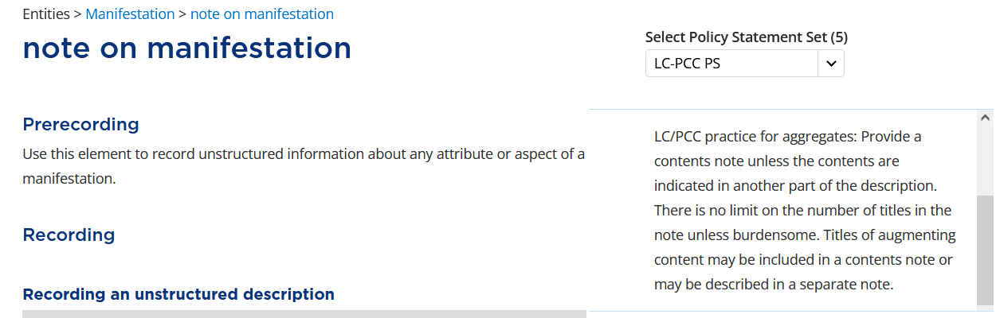 Entities > Manifestation > note on manifestation
note on manifestation
Prerecording
Use this element to record unstructured information about any attribute or aspect of a
manifestation.
Recording
Recording an unstructured description
Select Policy Statement Set (5)
LC-PCC PS
LC/PCC practice for aggregates: Provide a
contents note unless the contents are
indicated in another part of the description.
There is no limit on the number of titles in the
note unless burdensome. Titles of augmenting
content may be included in a contents note or
may be described in a separate note.